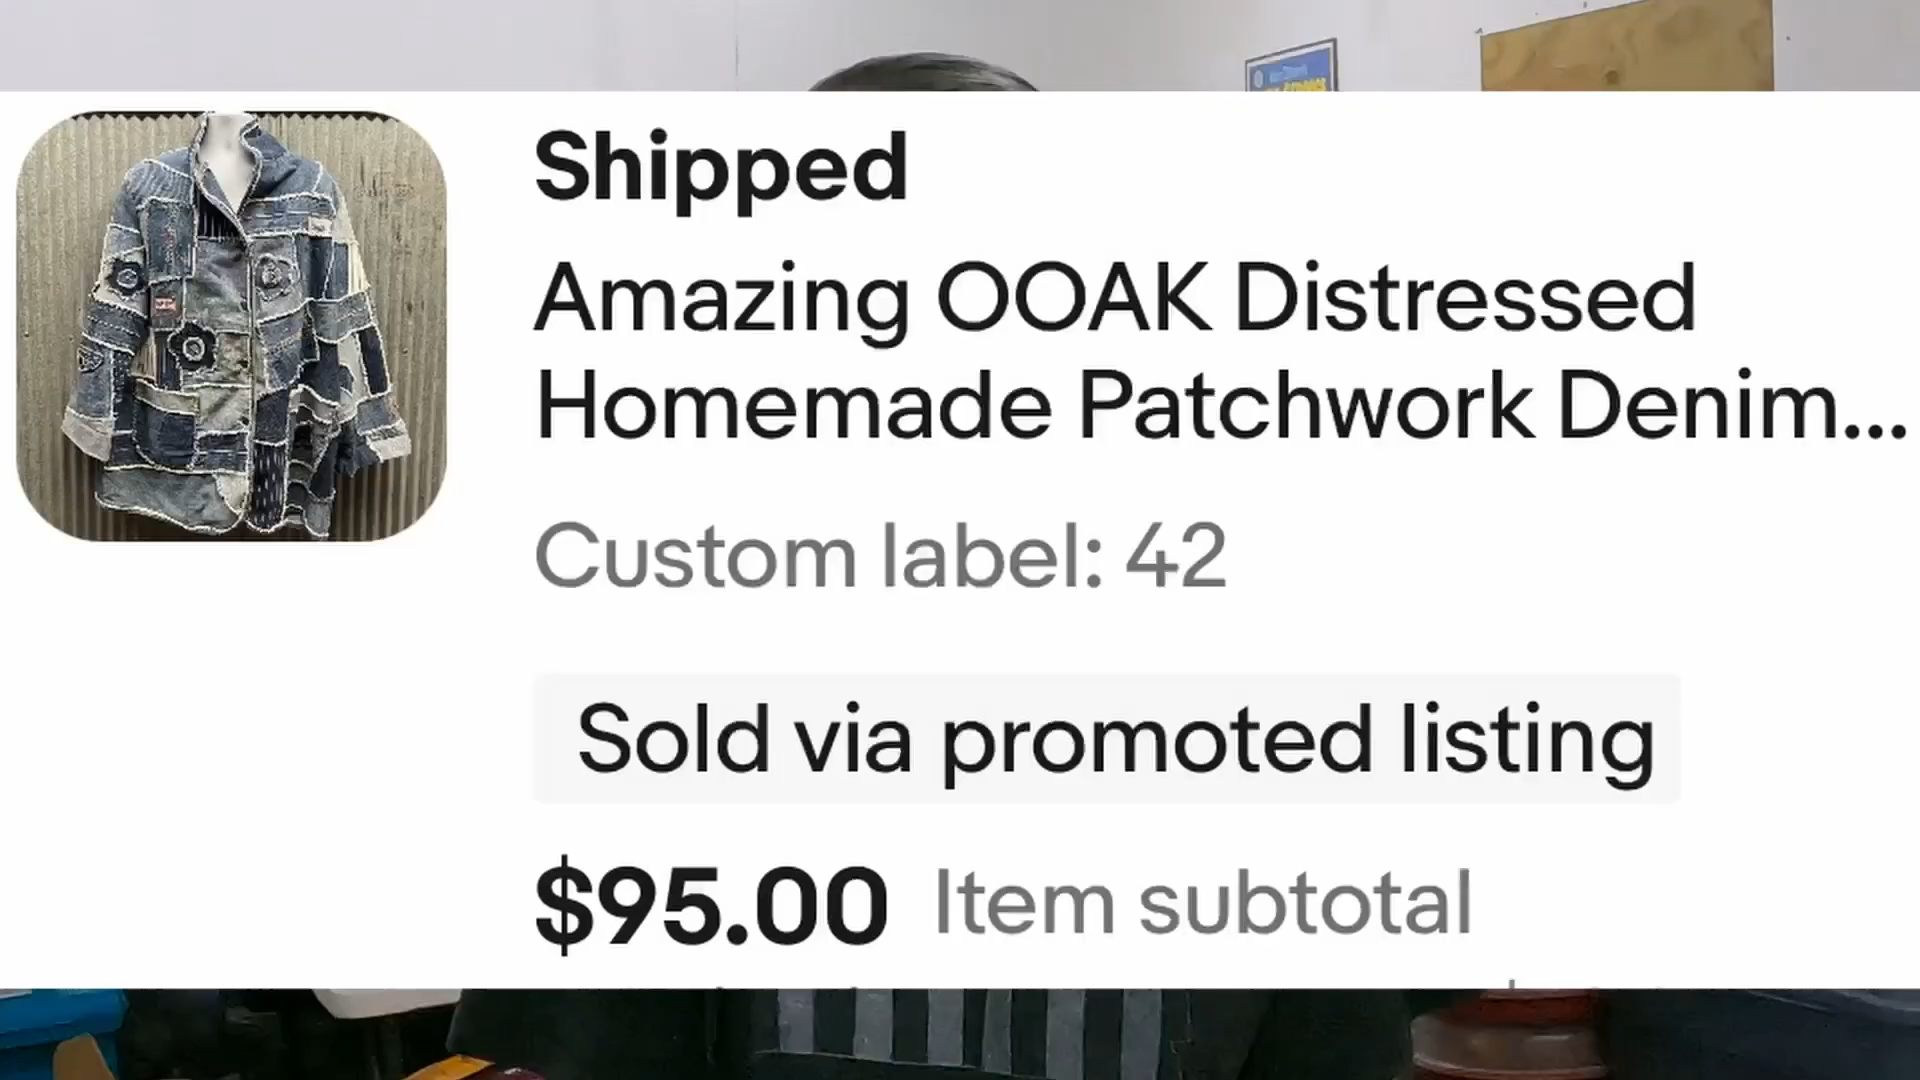 Shipped
Amazing OOAK Distressed
Homemade Patchwork Denim...
Custom label: 42
Sold via promoted listing
$95.00 Item subtotal